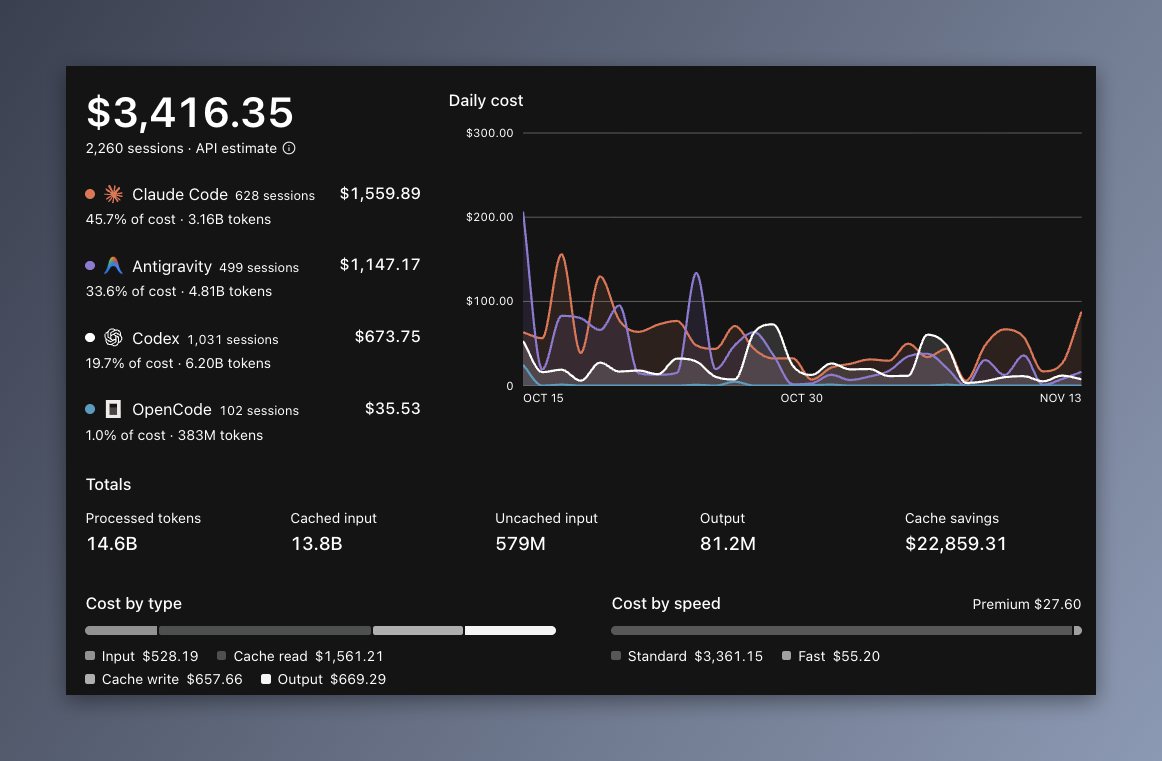 $3,416.35
2,260 sessions · API estimate
Claude Code 628 sessions $1,559.89
45.7% of cost · 3.16B tokens
Antigravity 499 sessions $1,147.17
33.6% of cost · 4.81B tokens
Codex 1,031 sessions $673.75
19.7% of cost · 6.20B tokens
OpenCode 102 sessions $35.53
1.0% of cost · 383M tokens
Daily cost
$300.00
$200.00
$100.00
0
OCT 15 OCT 30 NOV 13
Totals
Processed tokens Cached input Uncached input Output Cache savings
14.6B 13.8B 579M 81.2M $22,859.31
Cost by type
Input $528.19 Cache read $1,561.21
Cache write $657.66 Output $669.29
Cost by speed Premium $27.60
Standard $3,361.15 Fast $55.20